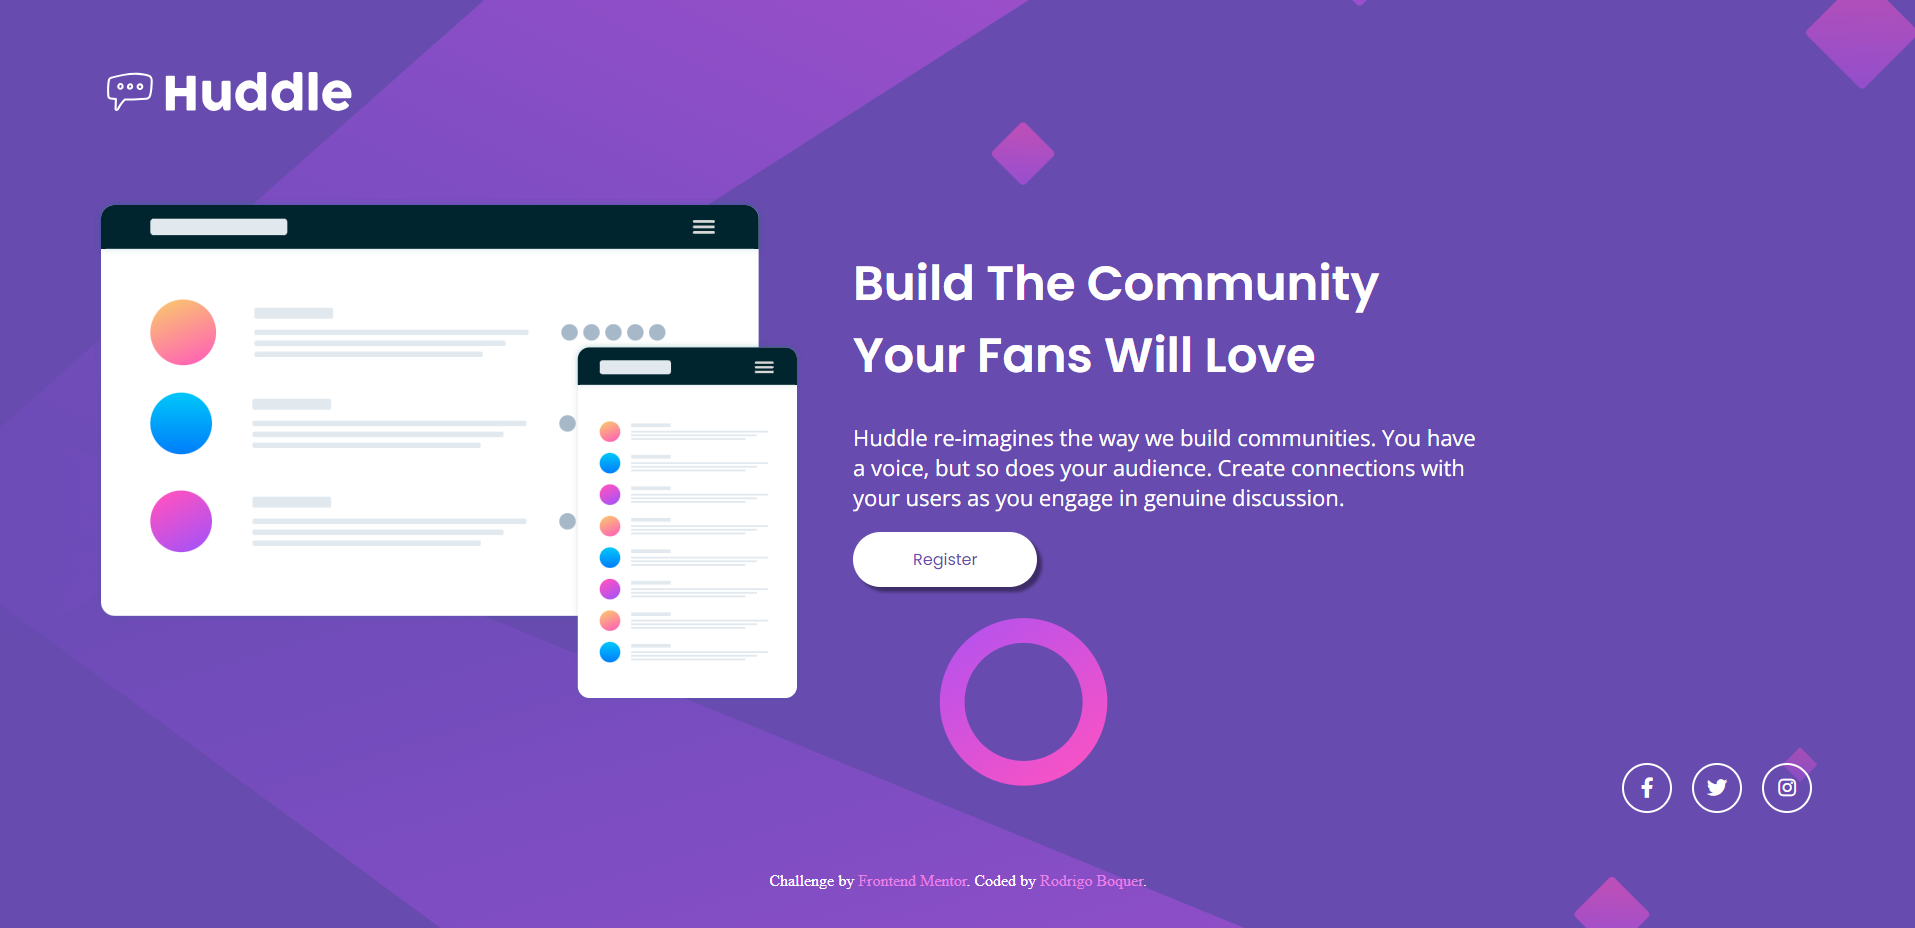 Huddle
Build The Community
Your Fans Will Love
Huddle re-imagines the way we build communities. You have
a voice, but so does your audience. Create connections with
your users as you engage in genuine discussion.
Register
Challenge by Frontend Mentor. Coded by Rodrigo Boquer.